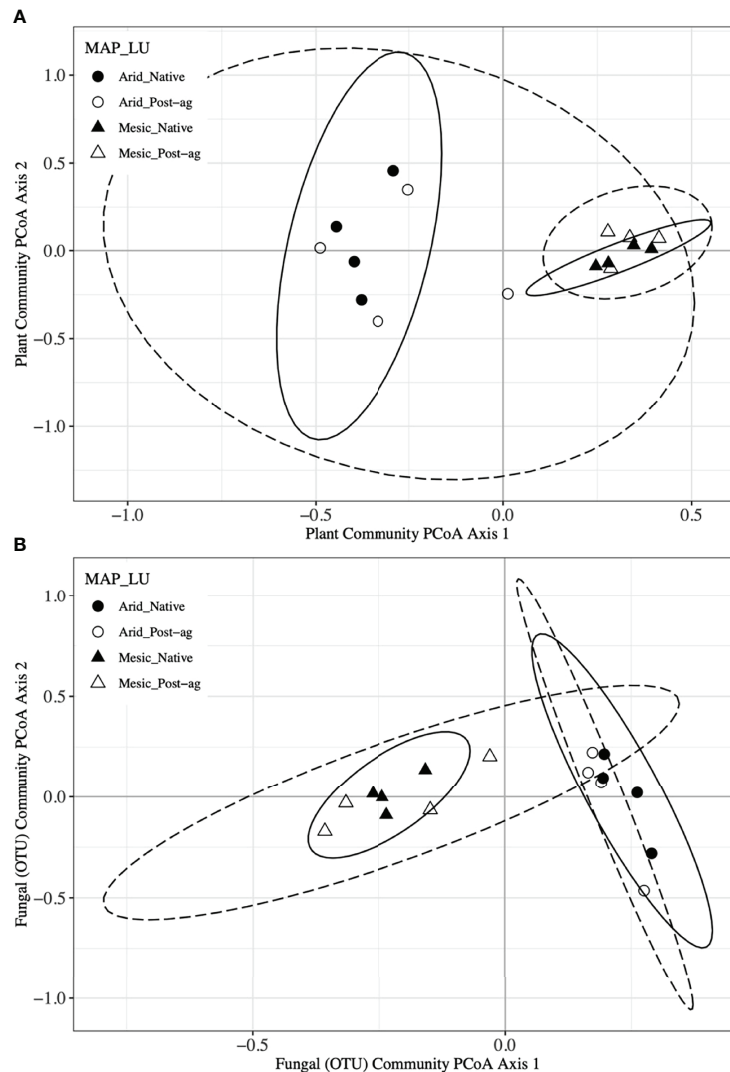 A
MAP_LU
Arid_Native
Arid_Post-ag
Mesic_Native
Mesic_Post-ag
Plant Community PCoA Axis 2
1.0
0.5
0.0
−0.5
−1.0
−1.0
−0.5
0.0
0.5
Plant Community PCoA Axis 1
B
MAP_LU
Arid_Native
Arid_Post-ag
Mesic_Native
Mesic_Post-ag
Fungal (OTU) Community PCoA Axis 2
1.0
0.5
0.0
−0.5
−1.0
−0.5
0.0
Fungal (OTU) Community PCoA Axis 1